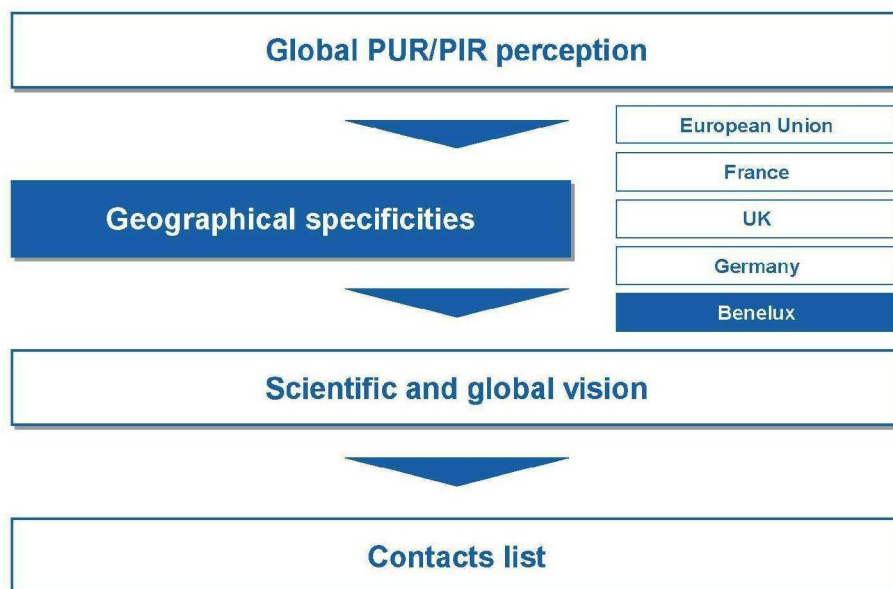 Global PUR/PIR perception
European Union
France
Geographical specificities
UK
Germany
Benelux
Scientific and global vision
Contacts list